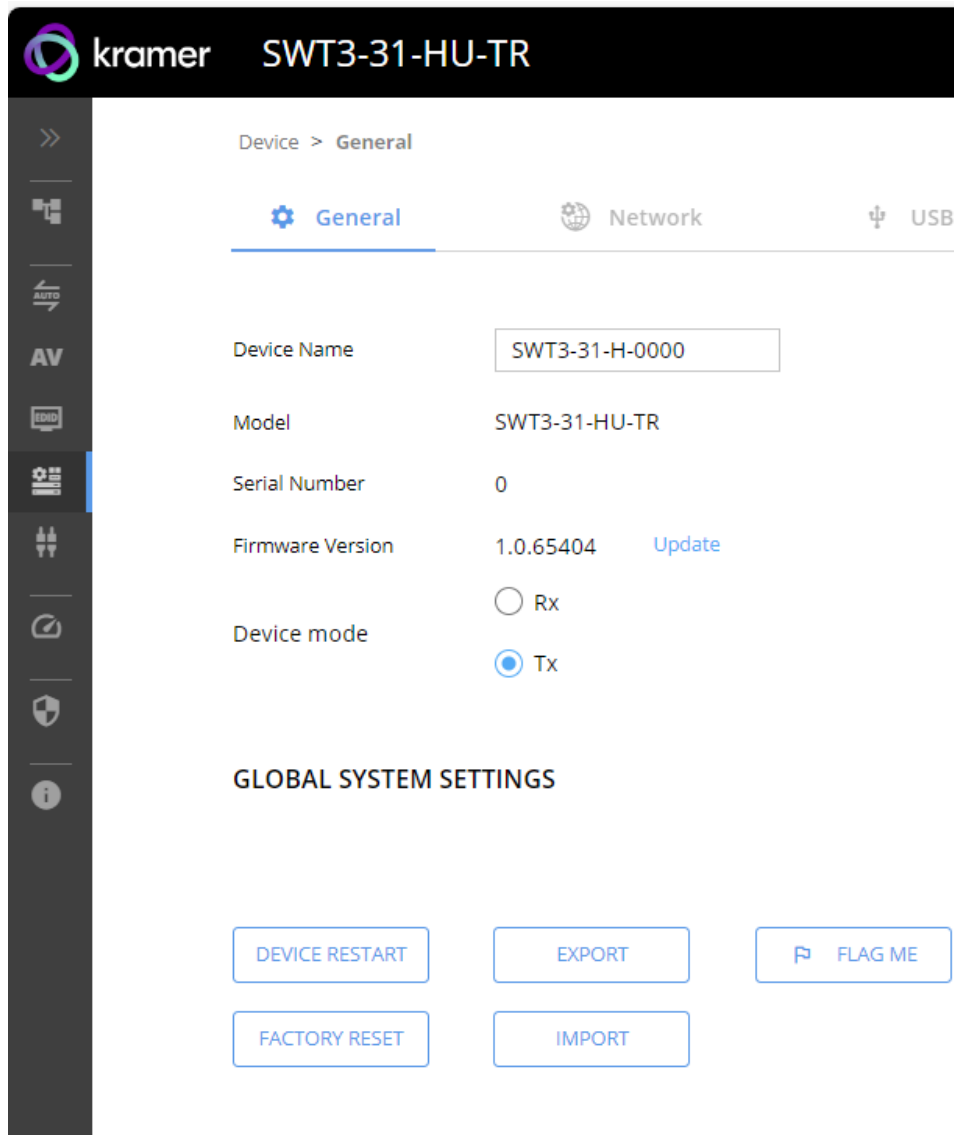 kramer SWT3-31-HU-TR
Device > General
General Network USB
AUTO
Device Name SWT3-31-H-0000
AV
EDID
Model SWT3-31-HU-TR
Serial Number 0
Firmware Version 1.0.65404 Update
Rx
Device mode
Tx
GLOBAL SYSTEM SETTINGS
DEVICE RESTART EXPORT FLAG ME
FACTORY RESET IMPORT